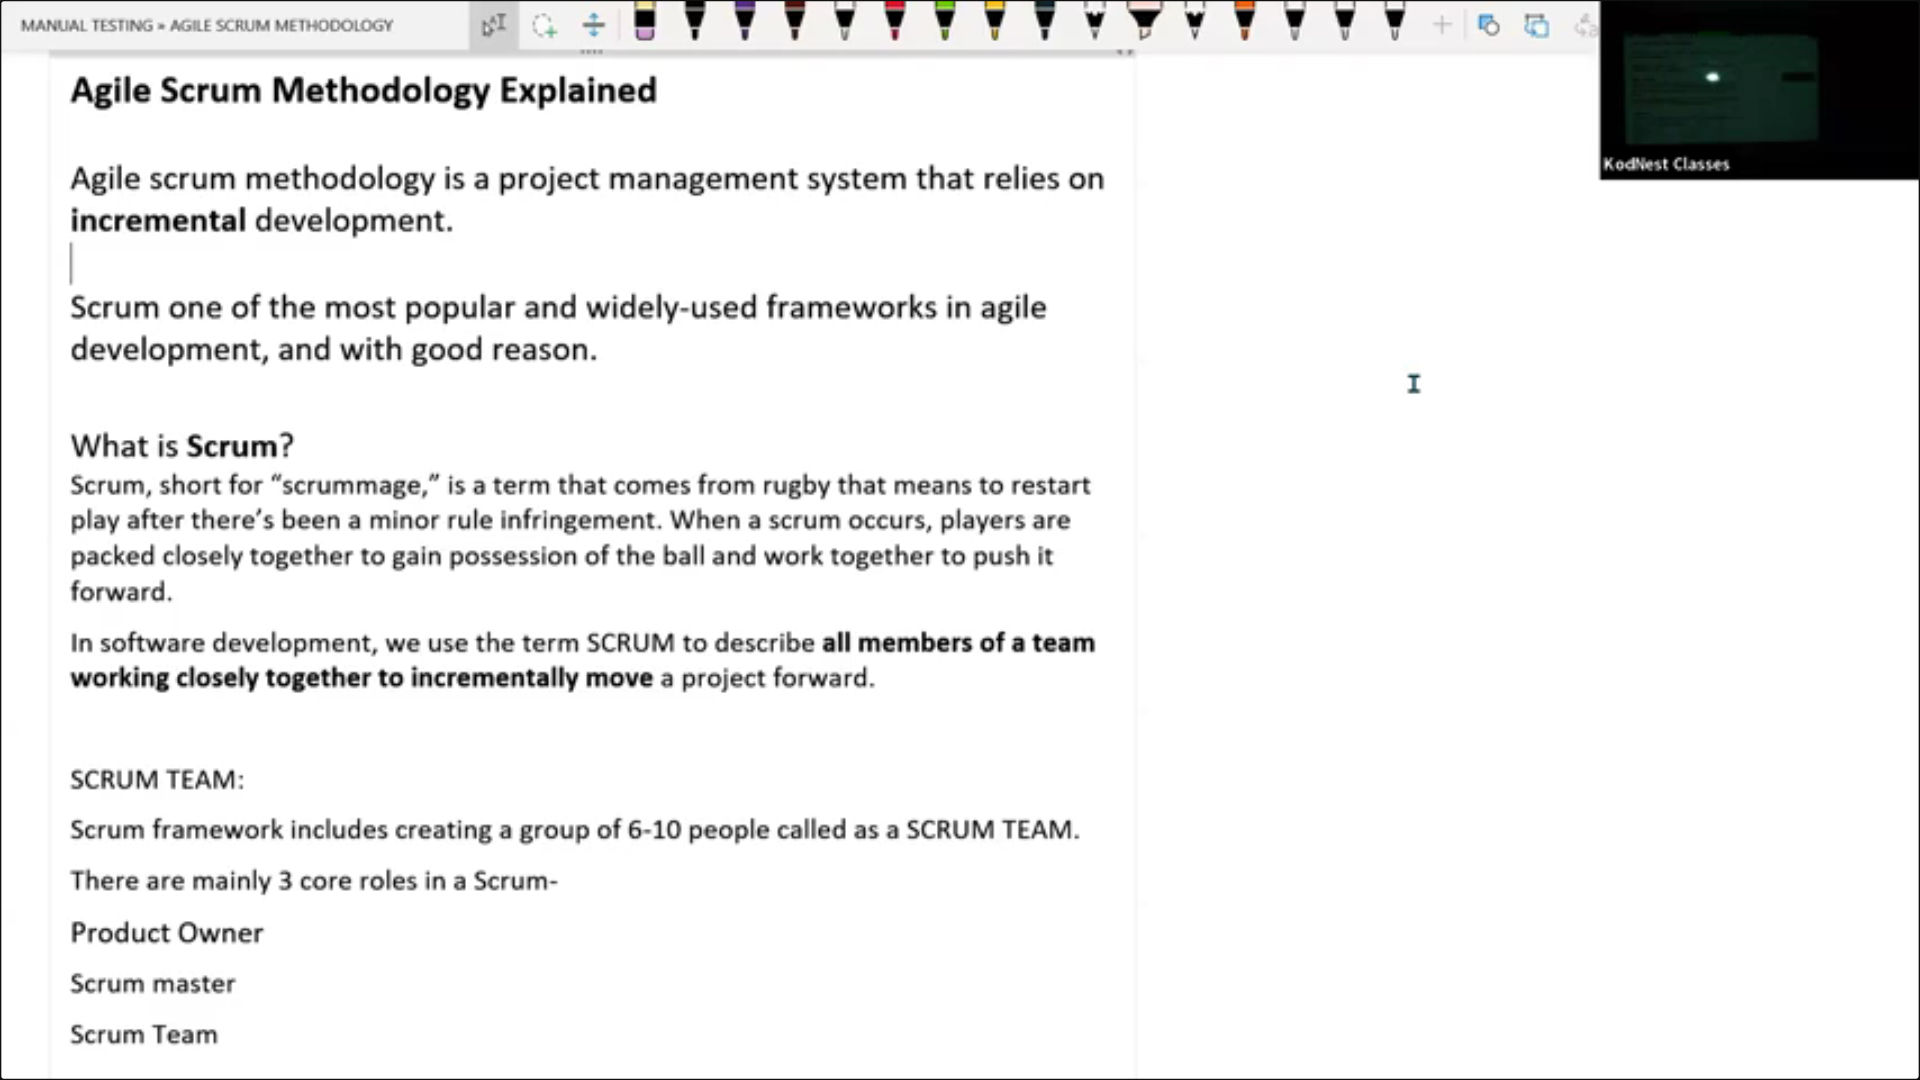 MANUAL TESTING » AGILE SCRUM METHODOLOGY
KodNest Classes
Agile Scrum Methodology Explained
Agile scrum methodology is a project management system that relies on
incremental development.
Scrum one of the most popular and widely-used frameworks in agile
development, and with good reason.
What is Scrum?
Scrum, short for “scrummage,” is a term that comes from rugby that means to restart
play after there’s been a minor rule infringement. When a scrum occurs, players are
packed closely together to gain possession of the ball and work together to push it
forward.
In software development, we use the term SCRUM to describe all members of a team
working closely together to incrementally move a project forward.
SCRUM TEAM:
Scrum framework includes creating a group of 6-10 people called as a SCRUM TEAM.
There are mainly 3 core roles in a Scrum-
Product Owner
Scrum master
Scrum Team